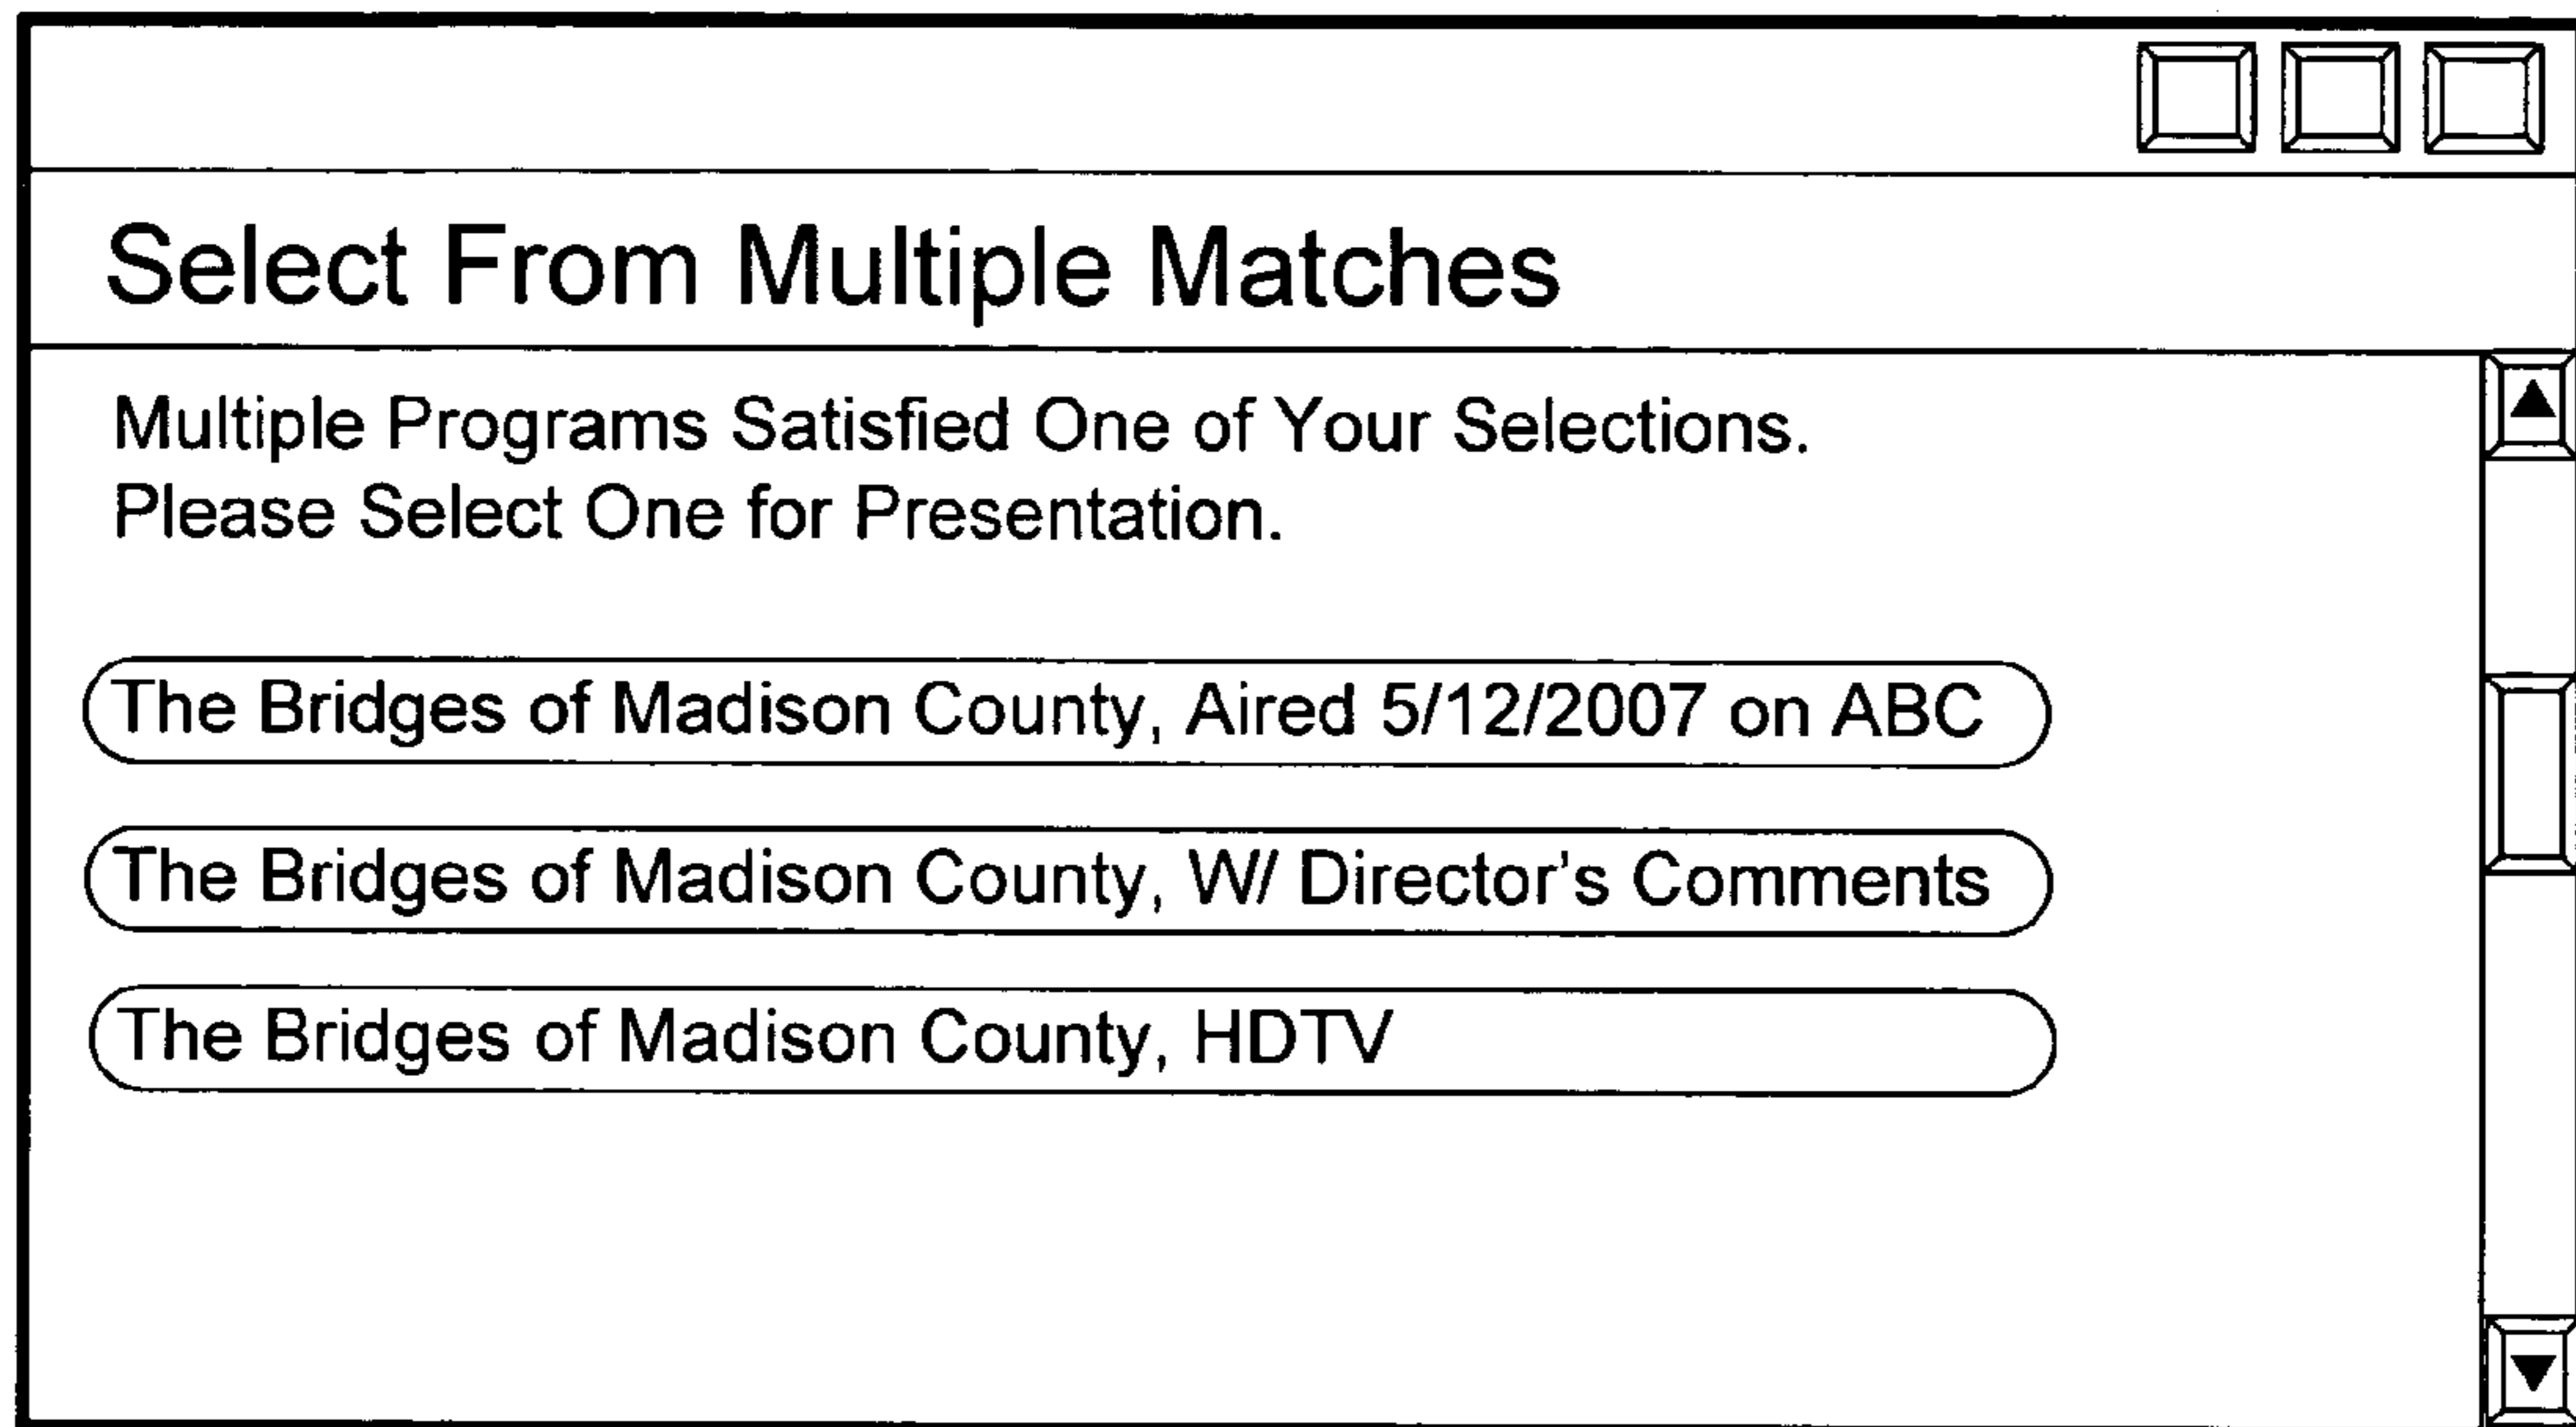 Select From Multiple Matches
Multiple Programs Satisfied One of Your Selections.
Please Select One for Presentation.
The Bridges of Madison County, Aired 5/12/2007 on ABC
The Bridges of Madison County, W/ Director's Comments
The Bridges of Madison County, HDTV